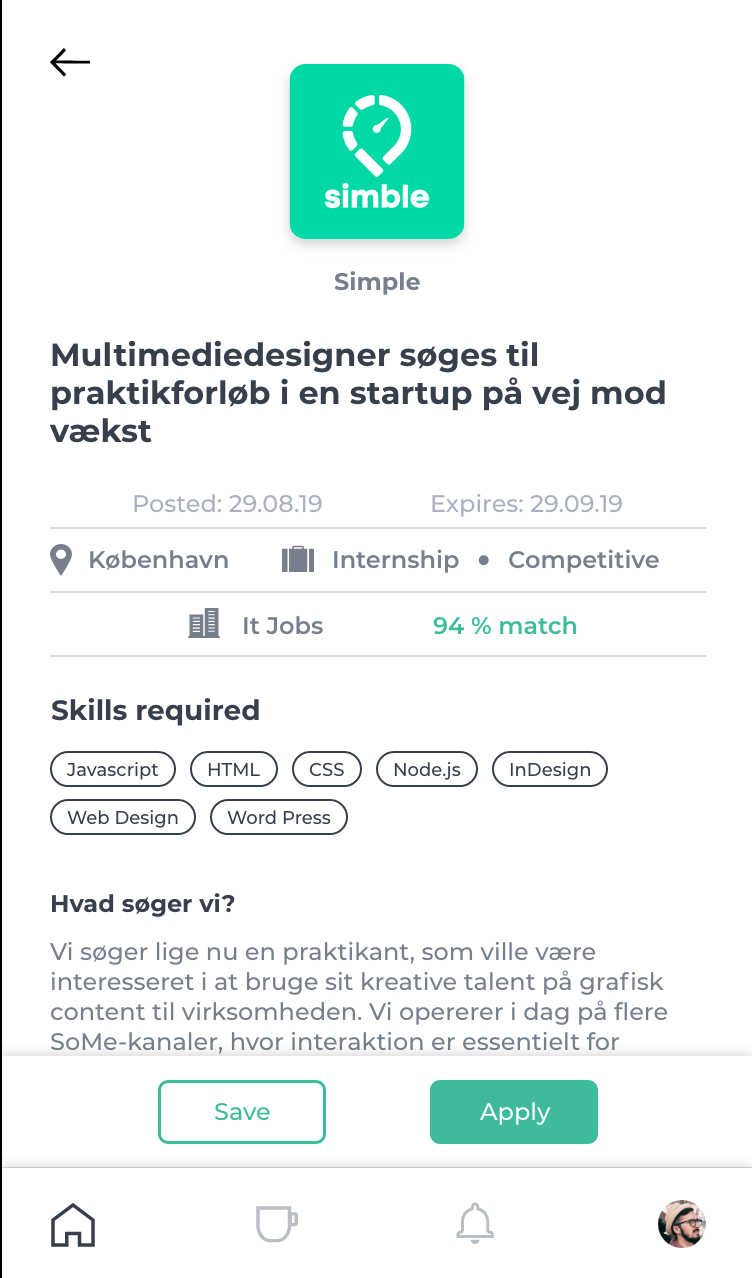 simble
Simple
Multimediedesigner søges til
praktikforløb i en startup på vej mod
vækst
Posted: 29.08.19 Expires: 29.09.19
København Internship • Competitive
It Jobs 94 % match
Skills required
Javascript HTML CSS Node.js InDesign
Web Design Word Press
Hvad søger vi?
Vi søger lige nu en praktikant, som ville være
interesseret i at bruge sit kreative talent på grafisk
content til virksomheden. Vi opererer i dag på flere
SoMe-kanaler, hvor interaktion er essentielt for
Save Apply